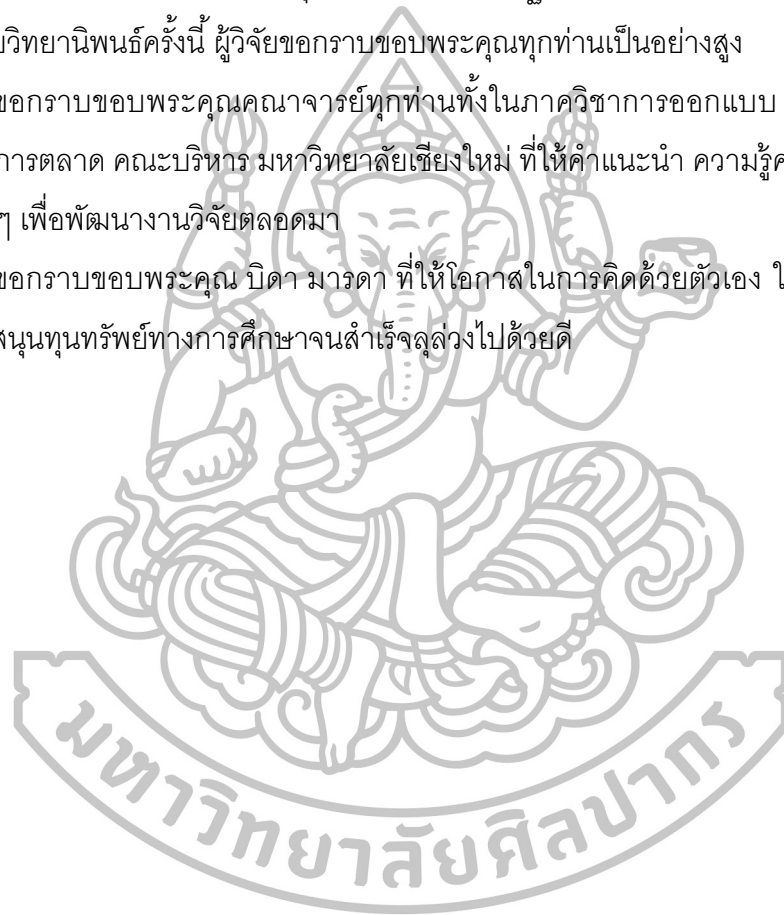 วิทยานิพนธ์ครั้งนี้ ผู้วิจัยขอกราบขอบพระคุณทุกท่านเป็นอย่างสูง
ขอกราบขอบพระคุณคณาจารย์ทุกท่านทั้งในภาควิชาการออกแบบ
การตลาด คณะบริหาร มหาวิทยาลัยเชียงใหม่ ที่ให้คำแนะนำ ความรู้
ๆ เพื่อพัฒนางานวิจัยตลอดมา
ขอกราบขอบพระคุณ บิดา มารดา ที่ให้โอกาสในการคิดด้วยตัวเอง
สนุนทุนทรัพย์ทางการศึกษาจนสำเร็จลุล่วงไปด้วยดี
มหาวิทยาลัยศิลปากร